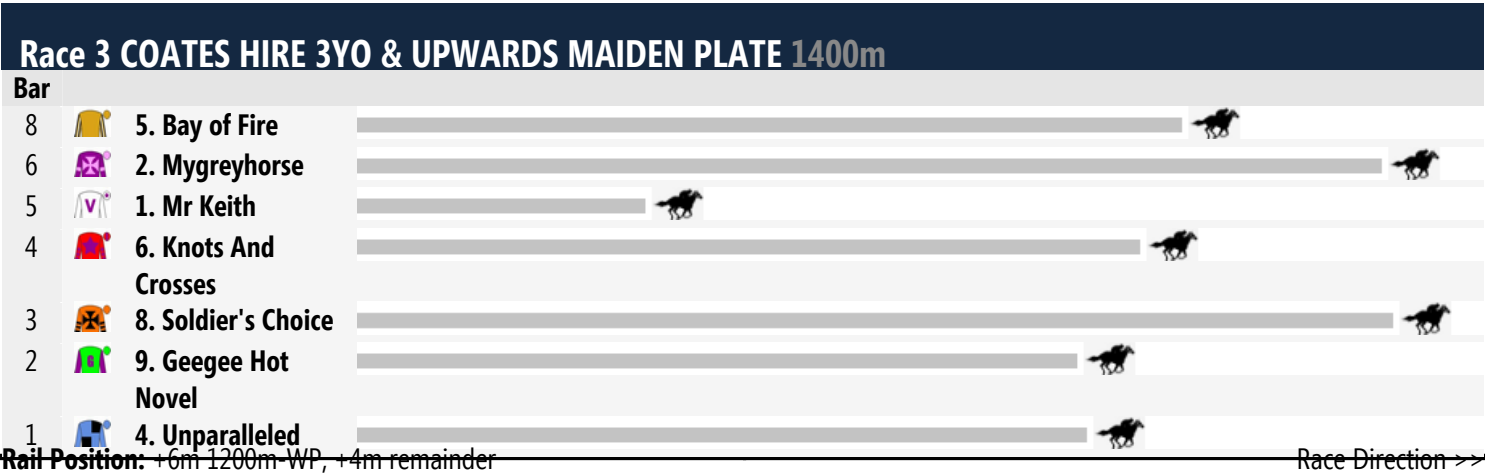 Race 3 COATES HIRE 3YO & UPWARDS MAIDEN PLATE 1400m
Bar
8 5. Bay of Fire
6 2. Mygreyhorse
5 V 1. Mr Keith
4 6. Knots And
Crosses
3 8. Soldier's Choice
2 G 9. Geegee Hot
Novel
1 4. Unparalleled
Rail Position: +6m 1200m-WP, +4m remainder Race Direction >>